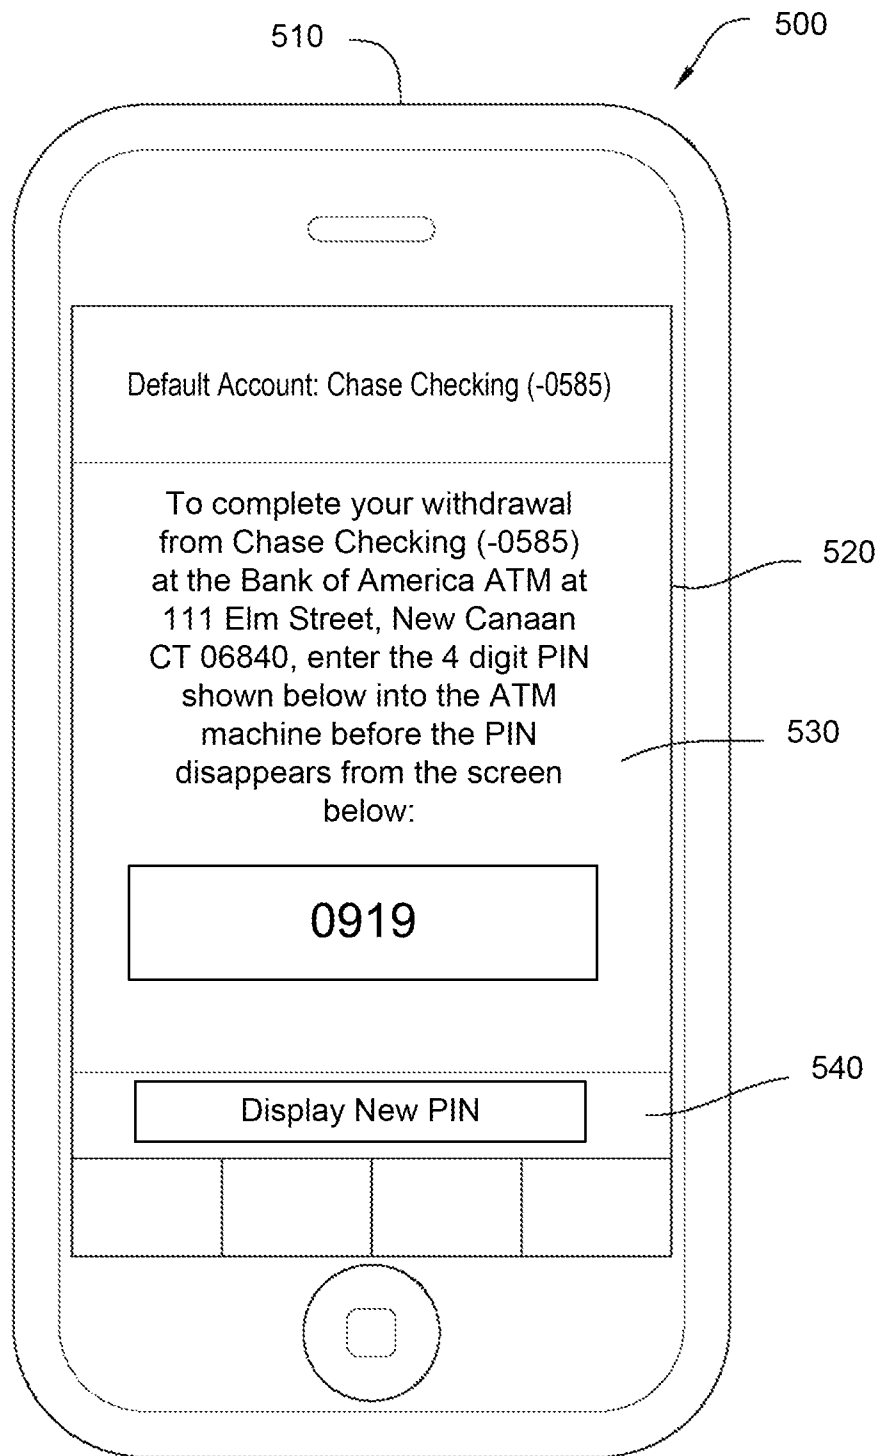 510
500
Default Account: Chase Checking (-0585)
To complete your withdrawal
from Chase Checking (-0585)
at the Bank of America ATM at
111 Elm Street, New Canaan
CT 06840, enter the 4 digit PIN
shown below into the ATM
machine before the PIN
disappears from the screen
below:
520
530
0919
540
Display New PIN